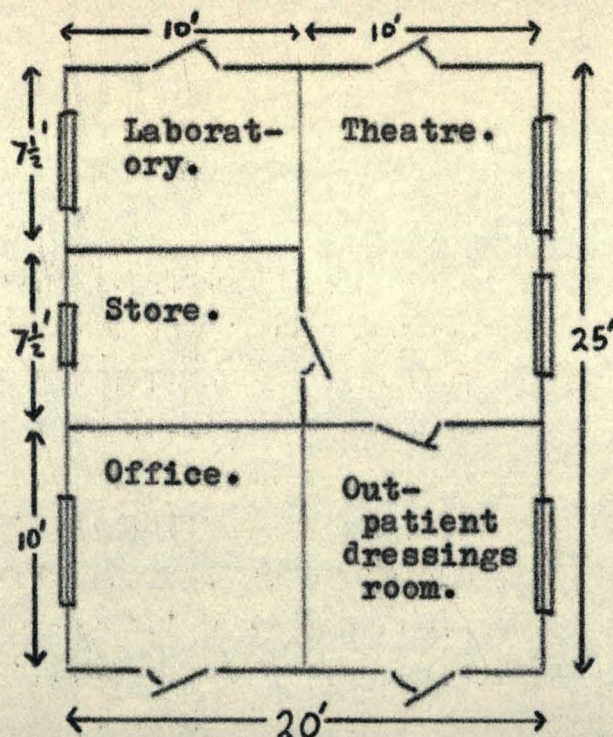 10' 10'
Laborat-
ory.
Theatre.
7½'
Store.
7½'
25'
Office.
Out-
patient
dressings
room.
10'
20'